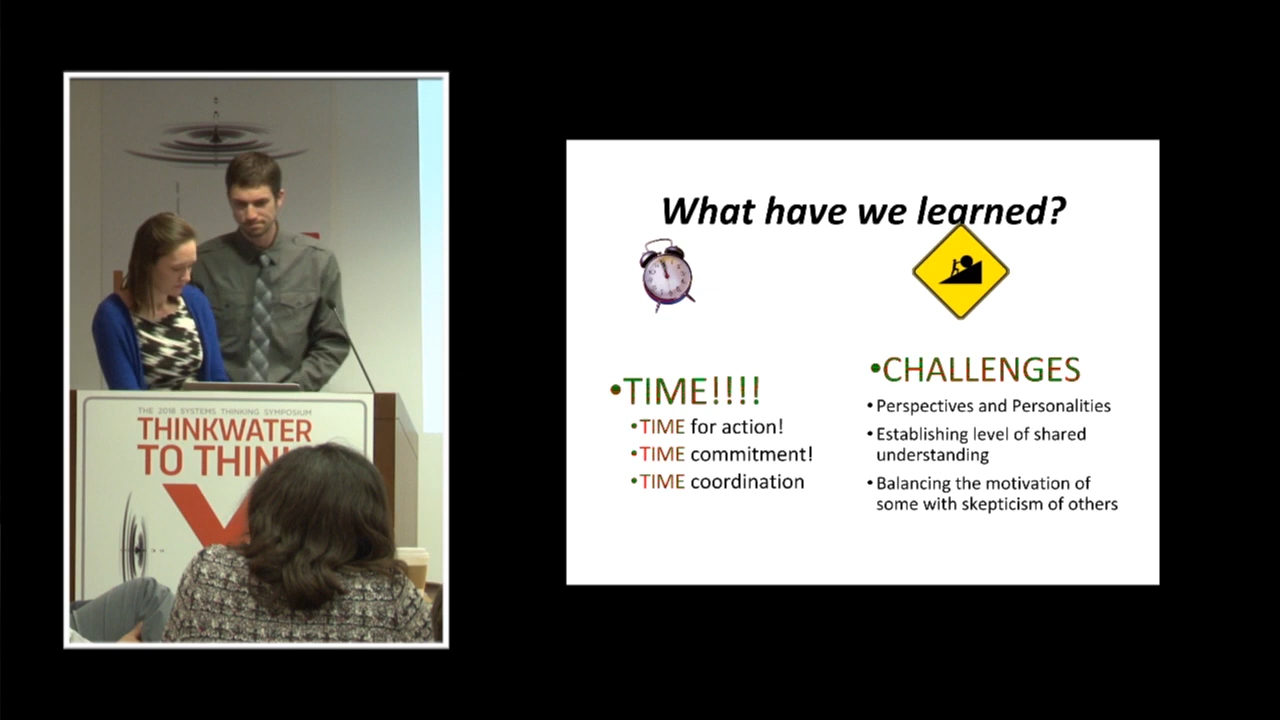 THE 2018 SYSTEMS THINKING SYMPOSIUM
THINKWATER
TO THIN
What have we learned?
•TIME!!!!
•TIME for action!
•TIME commitment!
•TIME coordination
•CHALLENGES
•Perspectives and Personalities
•Establishing level of shared
understanding
•Balancing the motivation of
some with skepticism of others